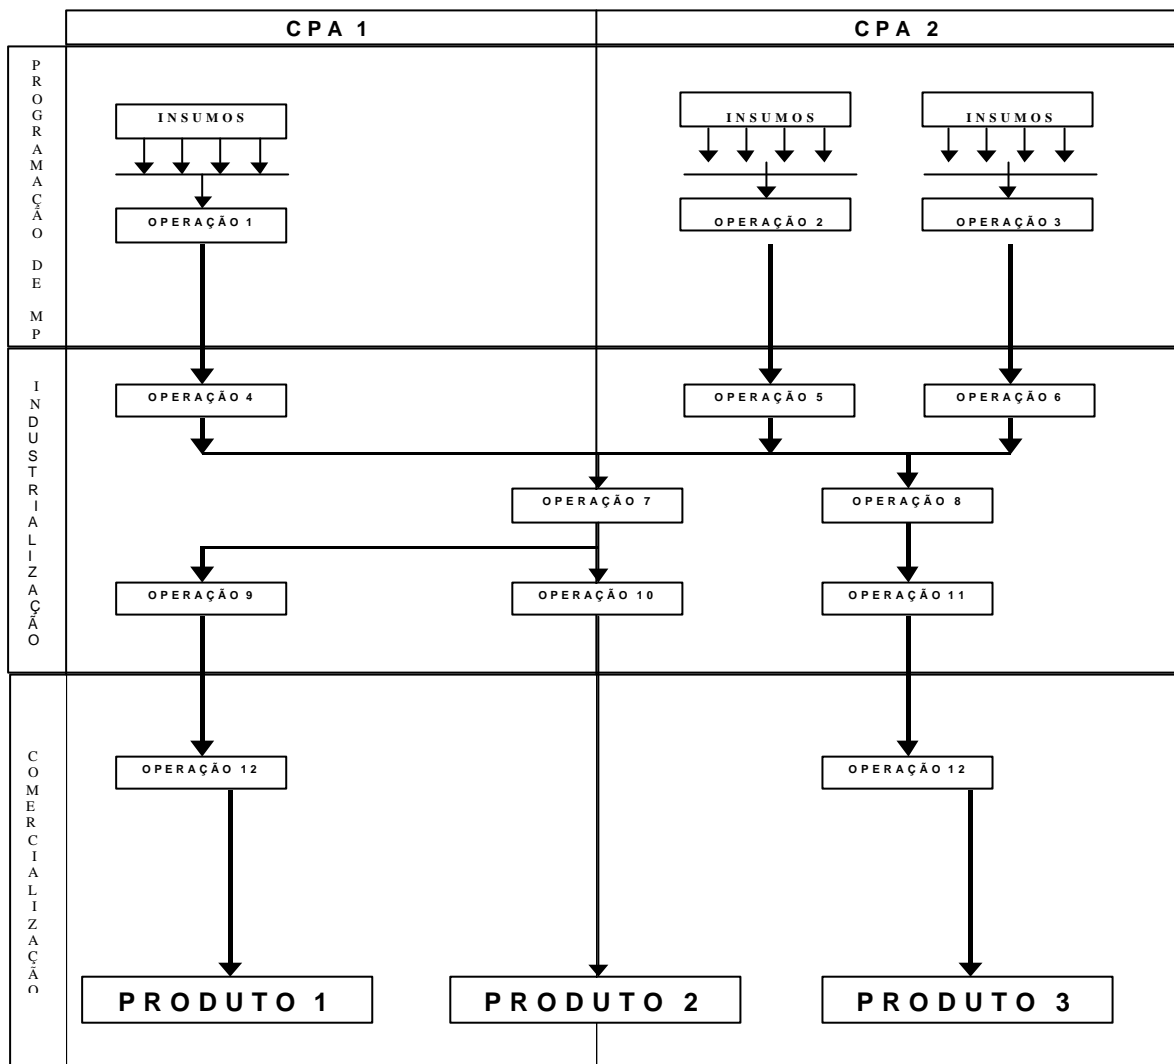 CPA 1
CPA 2
PROGRAMAÇÃO DE MP
INSUMOS
INSUMOS
INSUMOS
OPERAÇÃO 1
OPERAÇÃO 2
OPERAÇÃO 3
INDUSTRIALIZAÇÃO
OPERAÇÃO 4
OPERAÇÃO 5
OPERAÇÃO 6
OPERAÇÃO 7
OPERAÇÃO 8
OPERAÇÃO 9
OPERAÇÃO 10
OPERAÇÃO 11
COMERCIALIZAÇÃO
OPERAÇÃO 12
OPERAÇÃO 12
PRODUTO 1
PRODUTO 2
PRODUTO 3